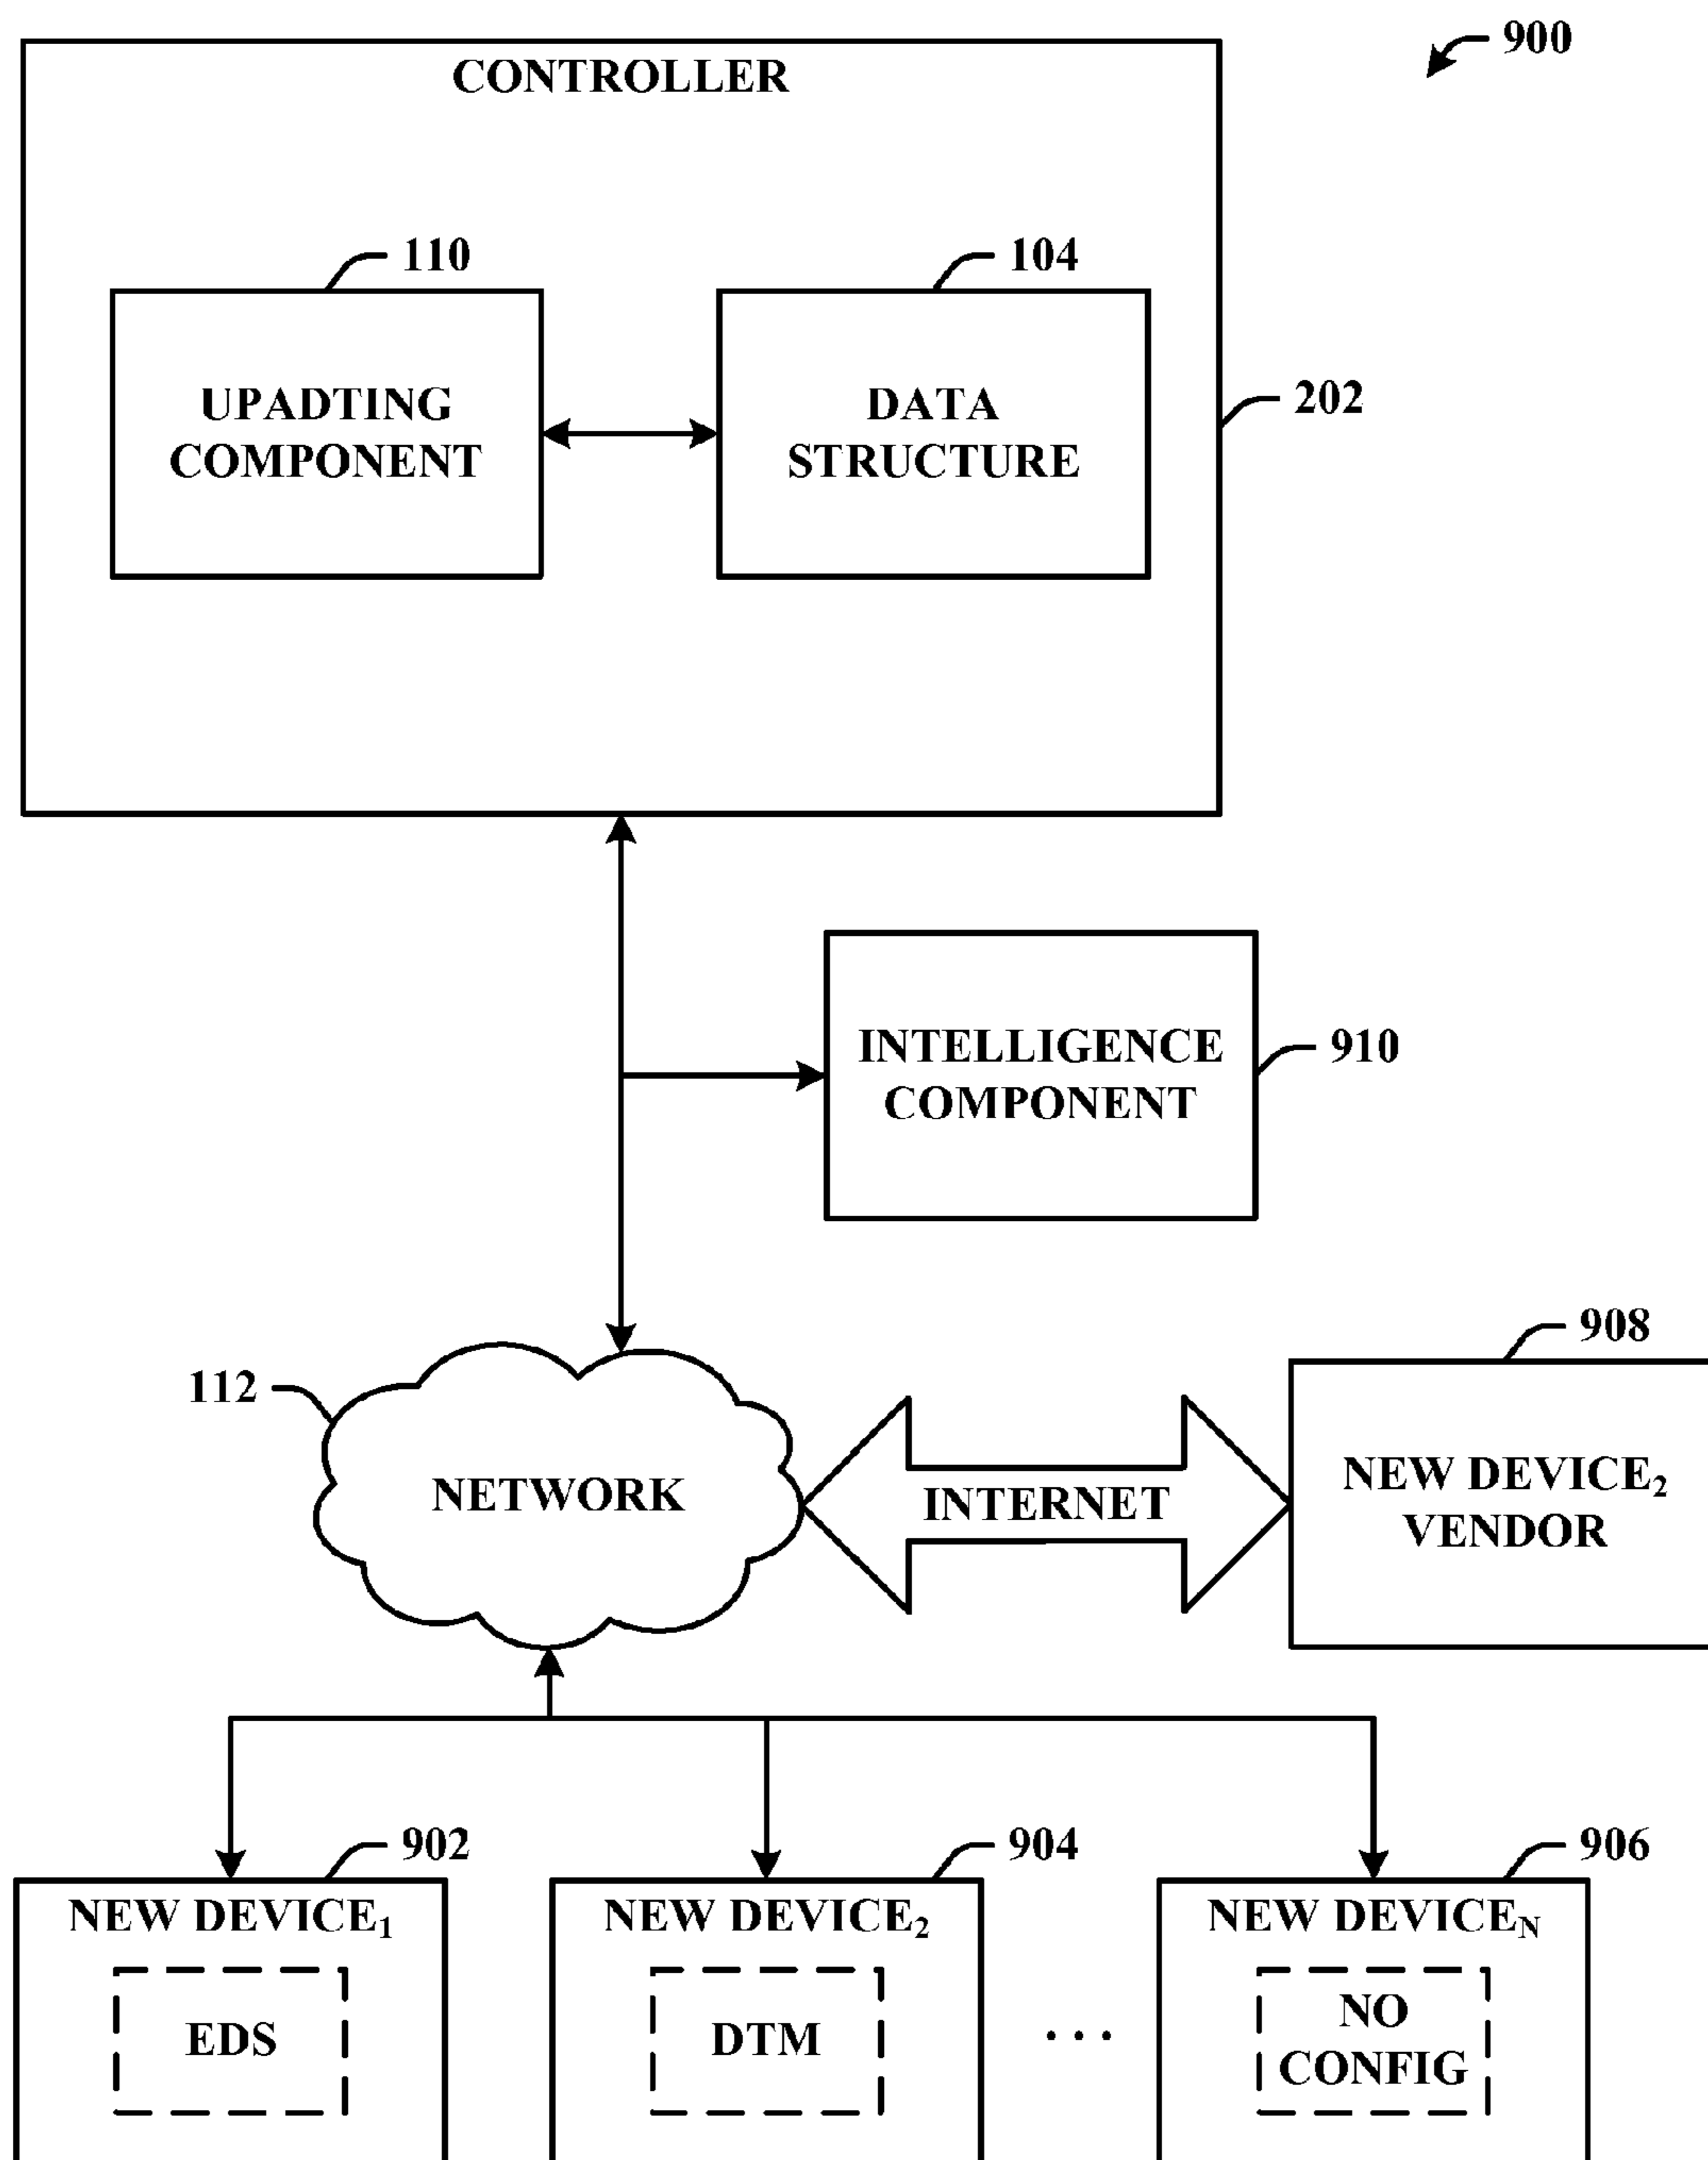 900
CONTROLLER
110
104
UPADTING
COMPONENT
DATA
STRUCTURE
202
INTELLIGENCE
COMPONENT
910
908
112
NETWORK
INTERNET
NEW DEVICE₂
VENDOR
902
904
906
NEW DEVICE₁
NEW DEVICE₂
NEW DEVICEN
EDS
DTM
...
NO
CONFIG